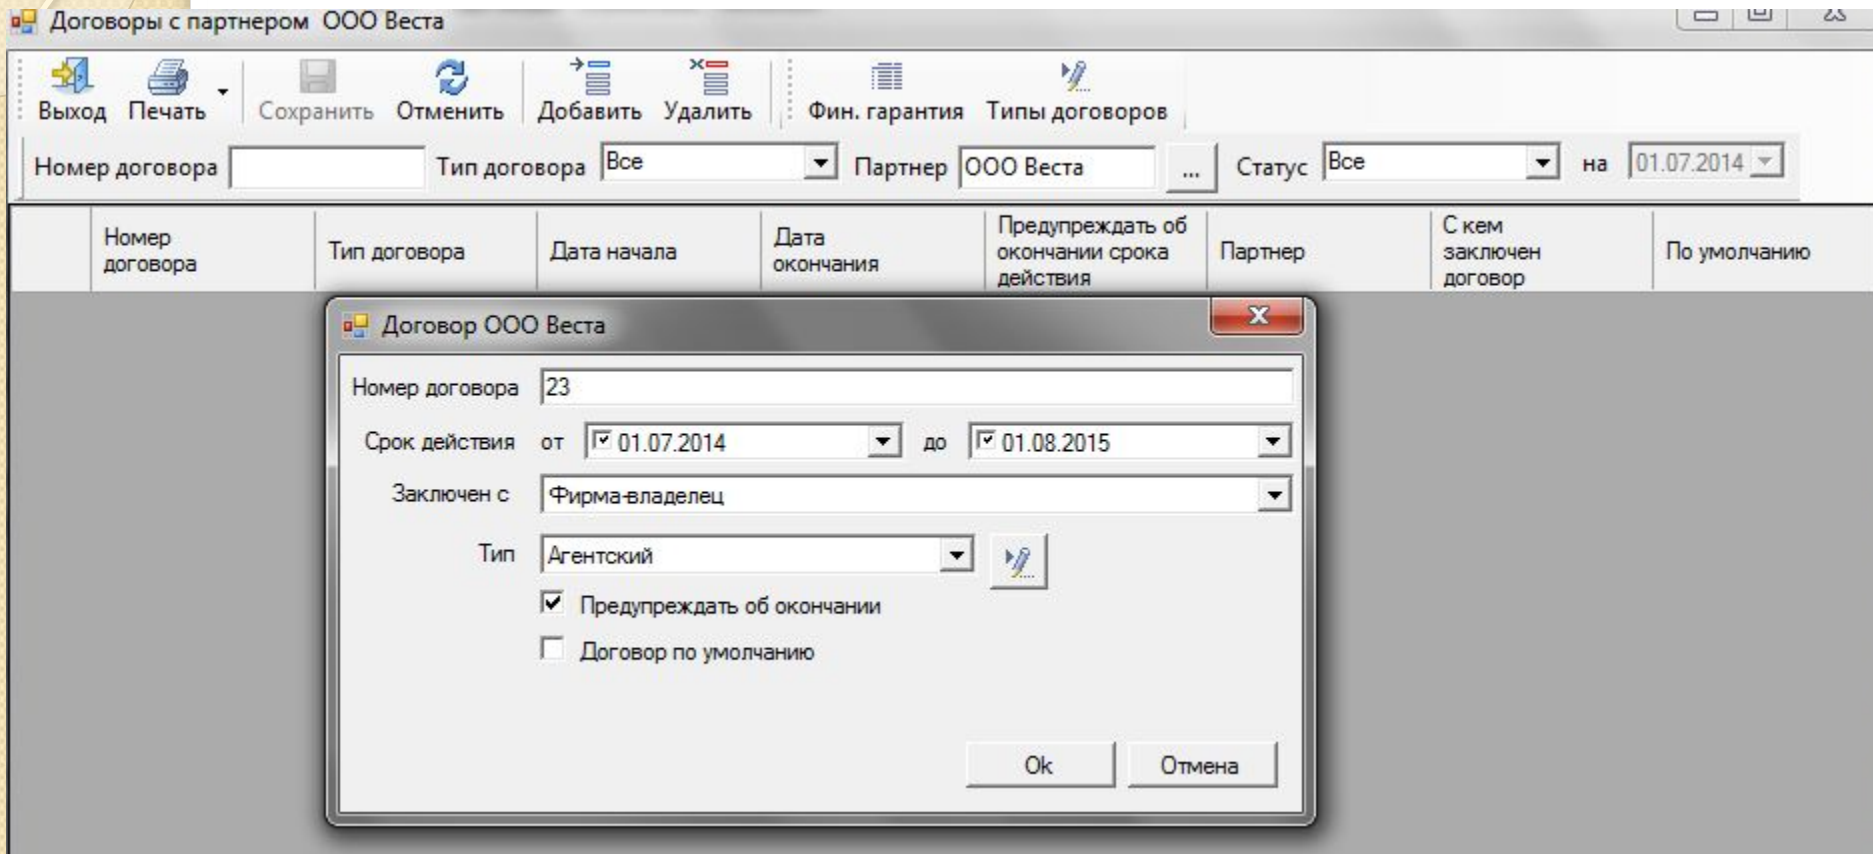 Договоры с партнером ООО Веста
Выход Печать Сохранить Отменить Добавить Удалить Фин. гарантия Типы договоров
Номер договора Тип договора Все Партнер ООО Веста ... Статус Все на 01.07.2014
Номер договора Тип договора Дата начала Дата окончания Предупреждать об окончании срока действия Партнер С кем заключен договор По умолчанию
Договор ООО Веста
Номер договора 23
Срок действия от 01.07.2014 до 01.08.2015
Заключен с Фирма-владелец
Тип Агентский
Предупреждать об окончании
Договор по умолчанию
Ok Отмена